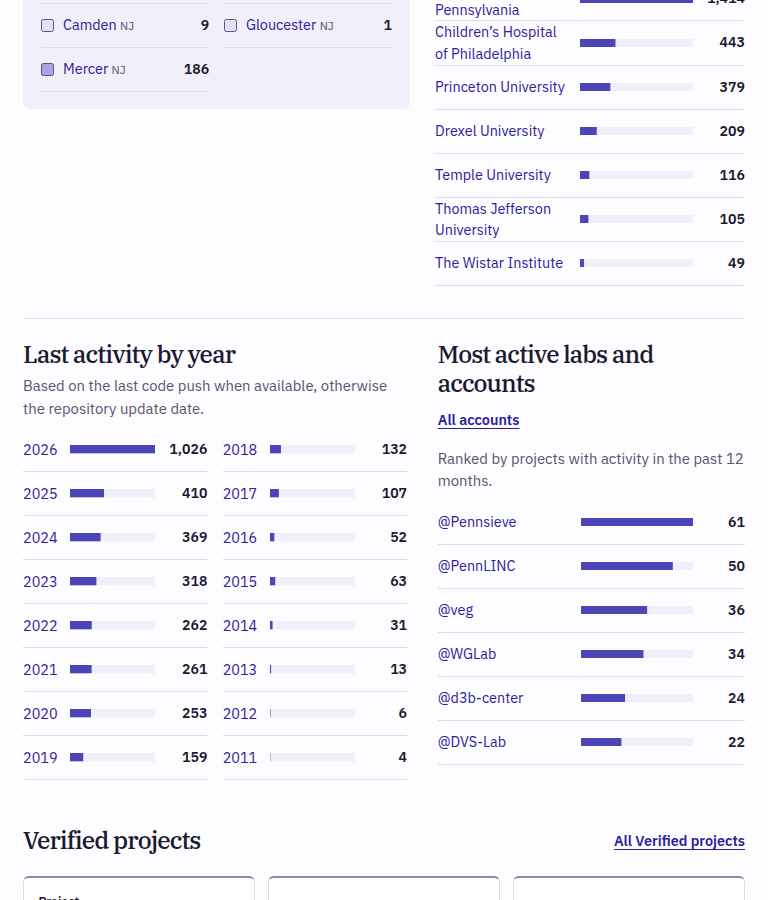 Camden NJ 9 Gloucester NJ 1
Mercer NJ 186
Pennsylvania 1,414
Children's Hospital
of Philadelphia 443
Princeton University 379
Drexel University 209
Temple University 116
Thomas Jefferson
University 105
The Wistar Institute 49
Last activity by year
Based on the last code push when available, otherwise
the repository update date.
2026 1,026 2018 132
2025 410 2017 107
2024 369 2016 52
2023 318 2015 63
2022 262 2014 31
2021 261 2013 13
2020 253 2012 6
2019 159 2011 4
Most active labs and
accounts
All accounts
Ranked by projects with activity in the past 12
months.
@Pennsieve 61
@PennLINC 50
@veg 36
@WGLab 34
@d3b-center 24
@DVS-Lab 22
Verified projects All Verified projects
Project